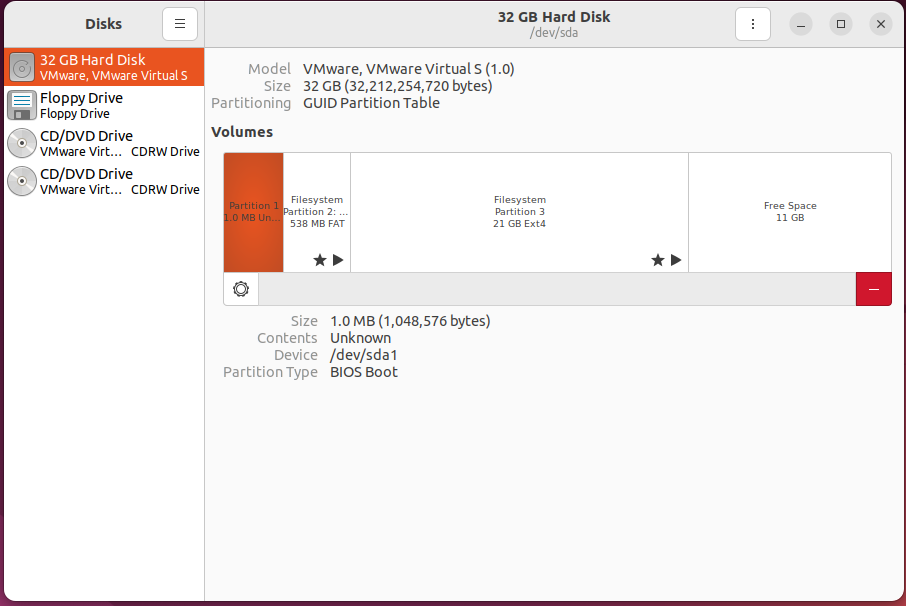 Disks
32 GB Hard Disk
/dev/sda
32 GB Hard Disk
VMware, VMware Virtual S
Floppy Drive
Floppy Drive
CD/DVD Drive
VMware Virt... CDRW Drive
CD/DVD Drive
VMware Virt... CDRW Drive
Model VMware, VMware Virtual S (1.0)
Size 32 GB (32,212,254,720 bytes)
Partitioning GUID Partition Table
Volumes
Partition 1
1.0 MB Un...
Filesystem
Partition 2: ...
538 MB FAT
Filesystem
Partition 3
21 GB Ext4
Free Space
11 GB
Size 1.0 MB (1,048,576 bytes)
Contents Unknown
Device /dev/sda1
Partition Type BIOS Boot